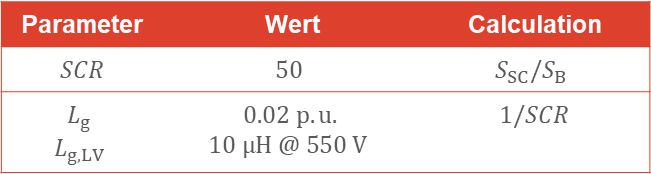 Parameter Wert Calculation
SCR 50 S_SC/S_B
L_g 0.02 p.u. 1/SCR
L_g,LV 10 μH @ 550 V